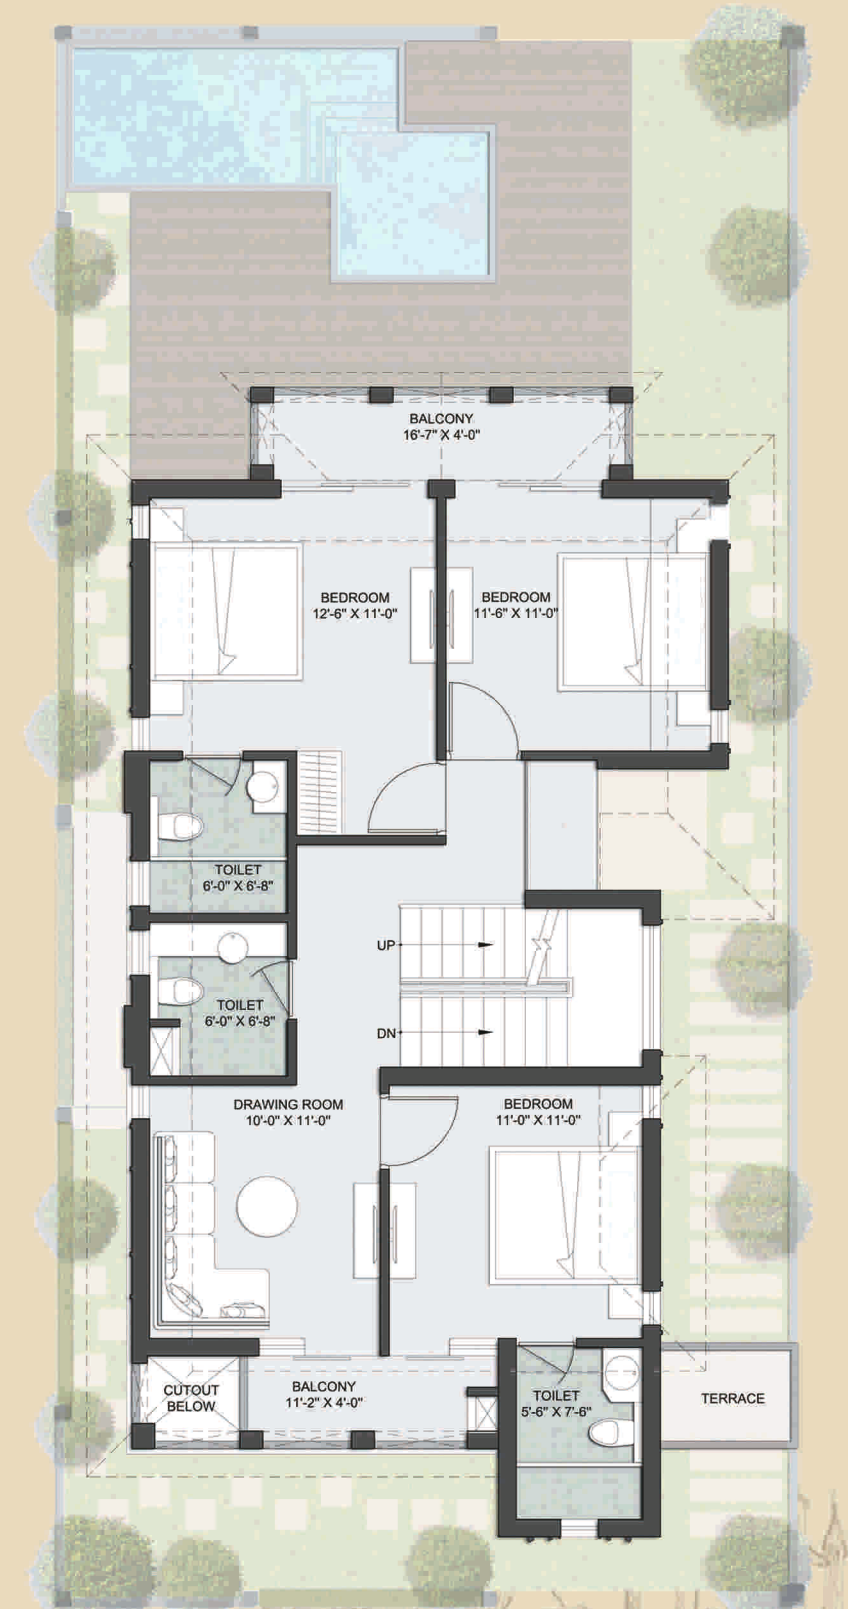 BALCONY
16'-7" X 4'-0"
BEDROOM
12'-6" X 11'-0"
BEDROOM
11'-6" X 11'-0"
TOILET
6'-0" X 6'-8"
UP
TOILET
6'-0" X 6'-8"
DN
DRAWING ROOM
10'-0" X 11'-0"
BEDROOM
11'-0" X 11'-0"
CUTOUT
BELOW
BALCONY
11'-2" X 4'-0"
TOILET
5'-6" X 7'-6"
TERRACE